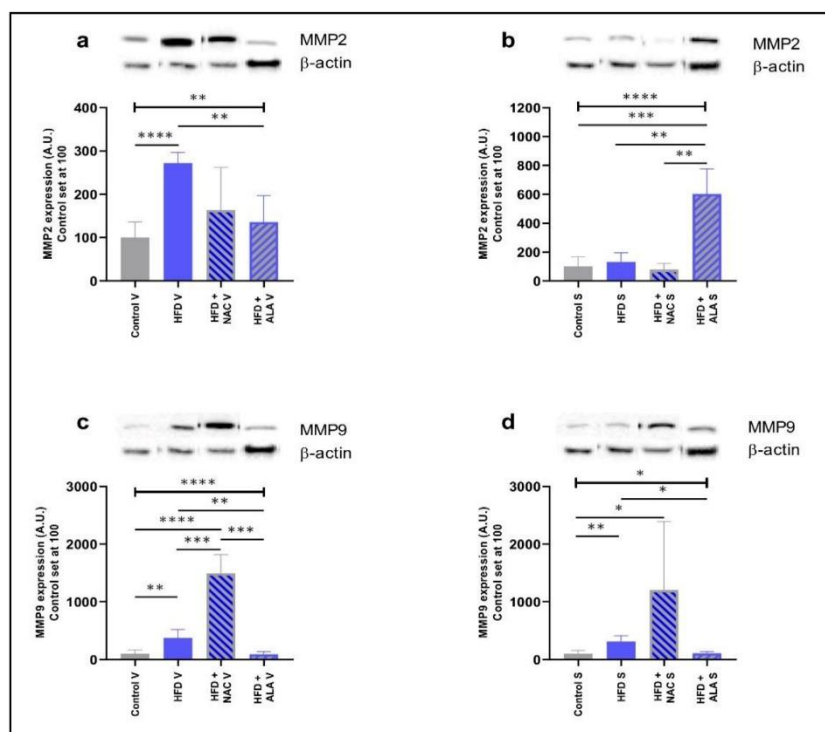 a
MMP2
β-actin
**
**
****
400
300
200
100
0
MMP2 expression (A.U.)
Control set at 100
Control V
HFD V
HFD +
NAC V
HFD +
ALA V
b
MMP2
β-actin
****
***
**
**
1200
1000
800
600
400
200
0
MMP2 expression (A.U.)
Control set at 100
Control S
HFD S
HFD +
NAC S
HFD +
ALA S
c
MMP9
β-actin
****
**
****
***
***
**
3000
2000
1000
0
MMP9 expression (A.U.)
Control set at 100
Control V
HFD V
HFD +
NAC V
HFD +
ALA V
d
MMP9
β-actin
*
*
*
**
3000
2000
1000
0
MMP9 expression (A.U.)
Control set at 100
Control S
HFD S
HFD +
NAC S
HFD +
ALA S